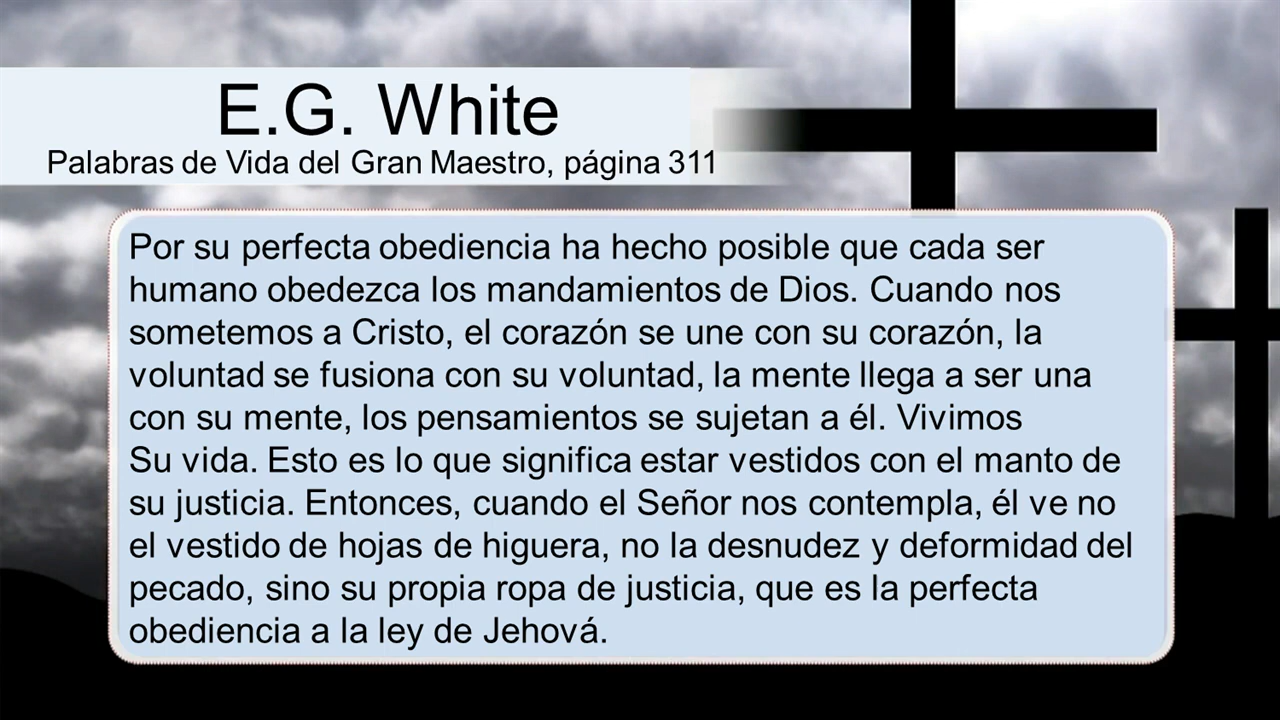 E.G. White
Palabras de Vida del Gran Maestro, página 311
Por su perfecta obediencia ha hecho posible que cada ser
humano obedezca los mandamientos de Dios. Cuando nos
sometemos a Cristo, el corazón se une con su corazón, la
voluntad se fusiona con su voluntad, la mente llega a ser una
con su mente, los pensamientos se sujetan a él. Vivimos
Su vida. Esto es lo que significa estar vestidos con el manto de
su justicia. Entonces, cuando el Señor nos contempla, él ve no
el vestido de hojas de higuera, no la desnudez y deformidad del
pecado, sino su propia ropa de justicia, que es la perfecta
obediencia a la ley de Jehová.